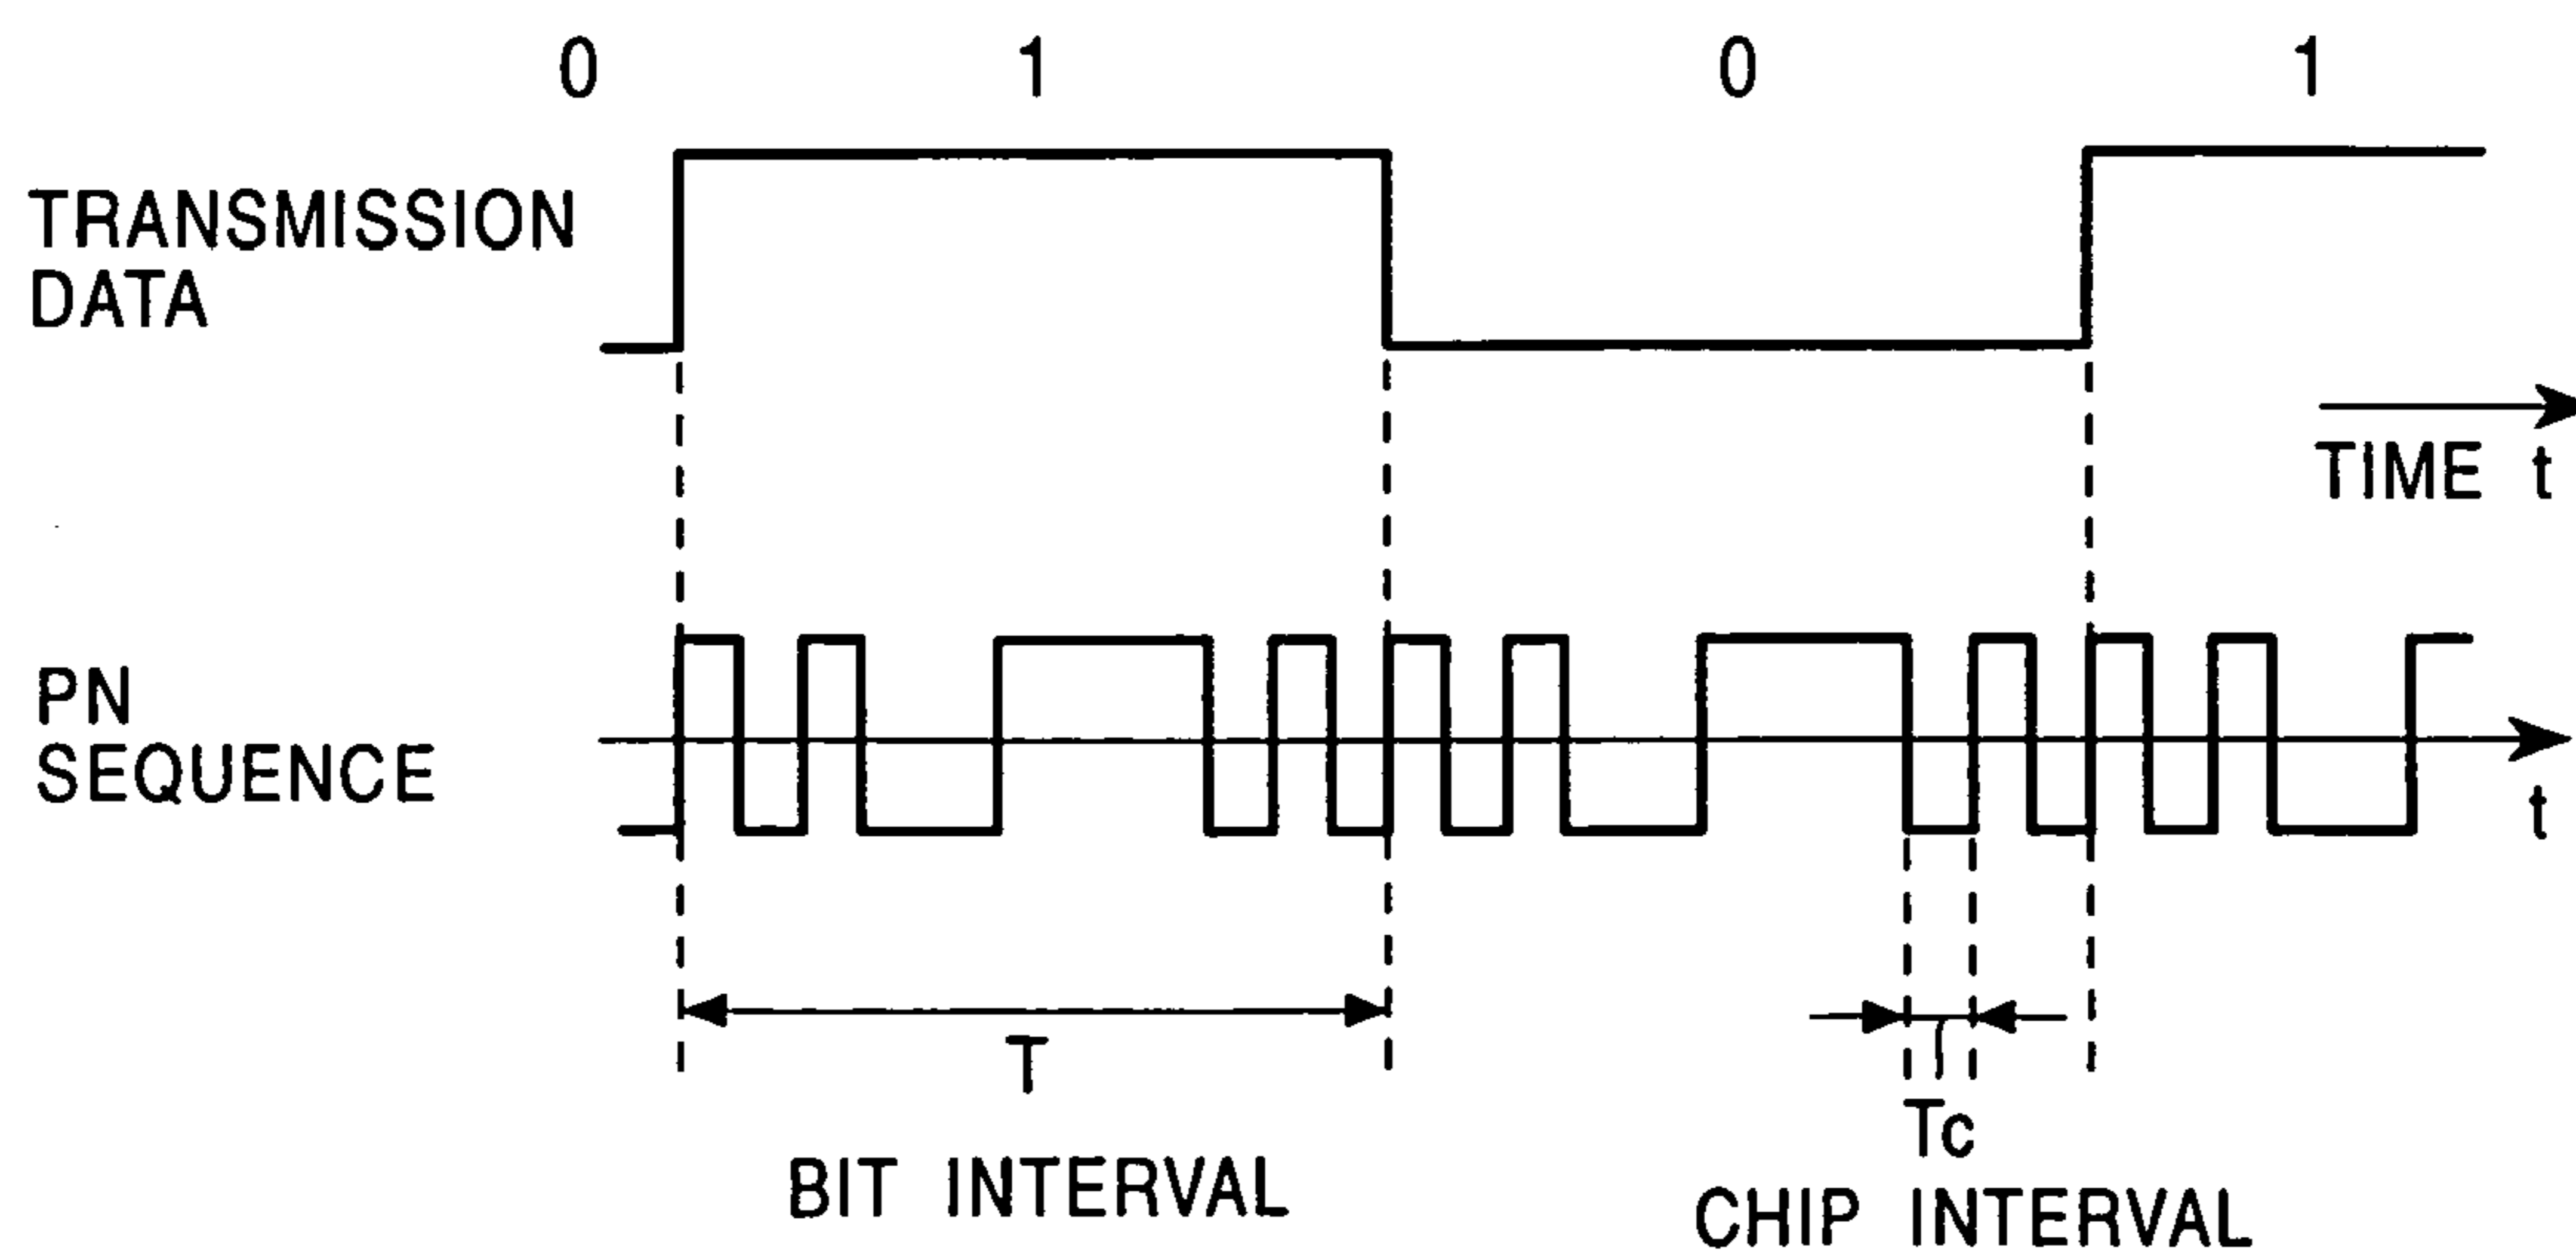 0 1 0 1
TRANSMISSION
DATA
TIME t
PN
SEQUENCE
t
T
Tc
BIT INTERVAL
CHIP INTERVAL